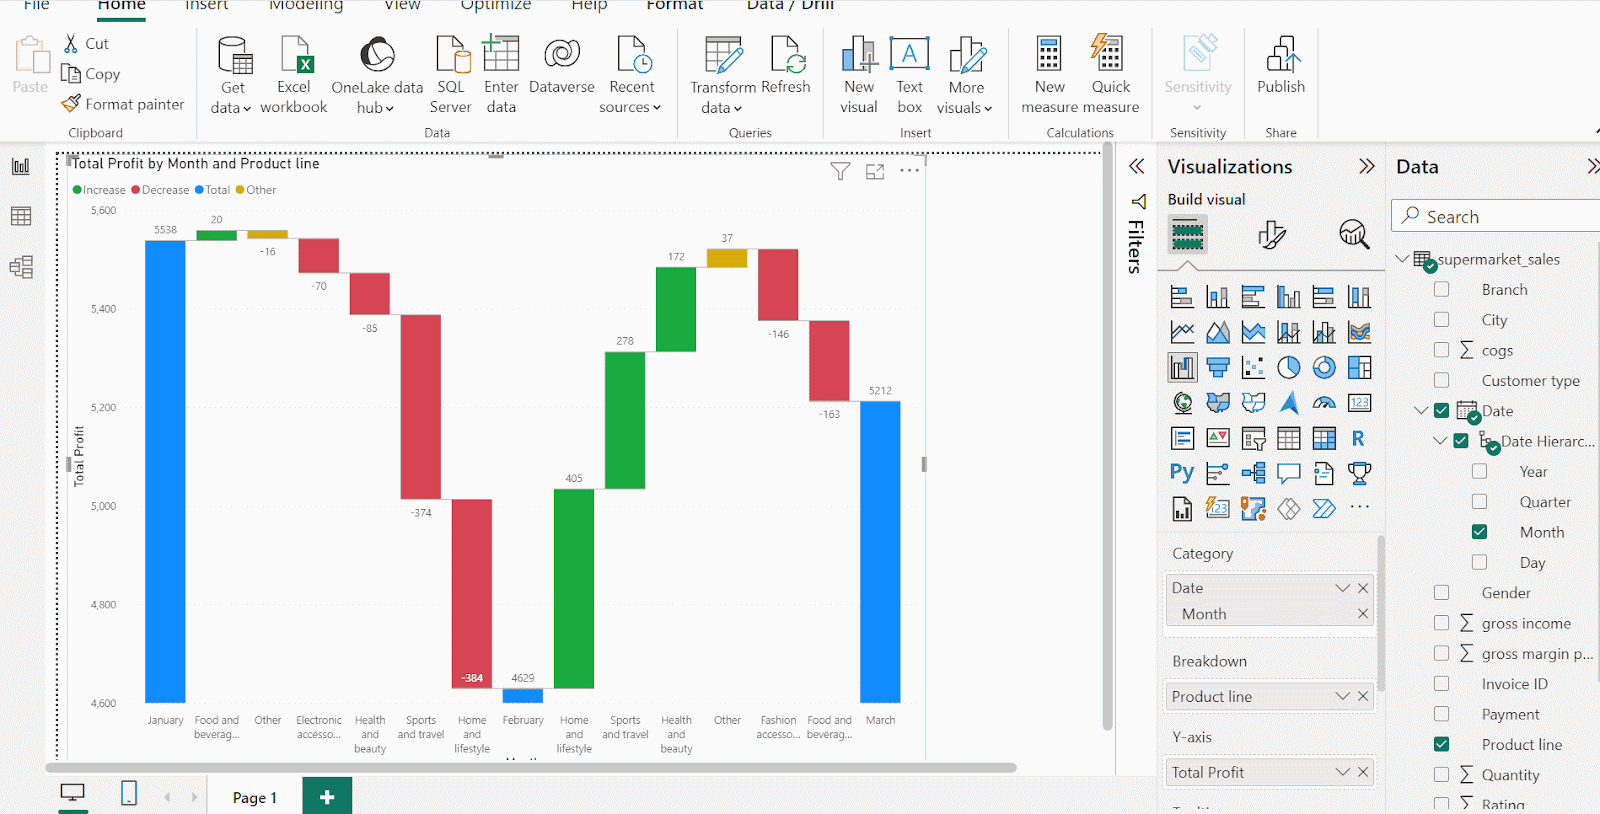 File Home Insert Modeling View Optimize Help Format Data / Drill
Paste
Cut
Copy
Format painter
Clipboard
Get data
Excel workbook
OneLake data hub
SQL Server
Enter data
Dataverse
Recent sources
Data
Transform data
Refresh
Queries
New visual
Text box
More visuals
Insert
New measure
Quick measure
Calculations
Sensitivity
Sensitivity
Publish
Share
Total Profit by Month and Product line
Increase Decrease Total Other
5,600
5,400
5,200
5,000
4,800
4,600
Total Profit
5538
20
-16
-70
-85
-374
-384
4629
405
278
172
37
-146
-163
5212
January
Food and beverag...
Other
Electronic accesso...
Health and beauty
Sports and travel
Home and lifestyle
February
Home and lifestyle
Sports and travel
Health and beauty
Other
Fashion accesso...
Food and beverag...
March
Page 1
Filters
Visualizations
Build visual
123
R
Py
123
Category
Date
Month
Breakdown
Product line
Y-axis
Total Profit
Data
Search
supermarket_sales
Branch
City
cogs
Customer type
Date
Date Hierarc...
Year
Quarter
Month
Day
Gender
gross income
gross margin p...
Invoice ID
Payment
Product line
Quantity
Rating